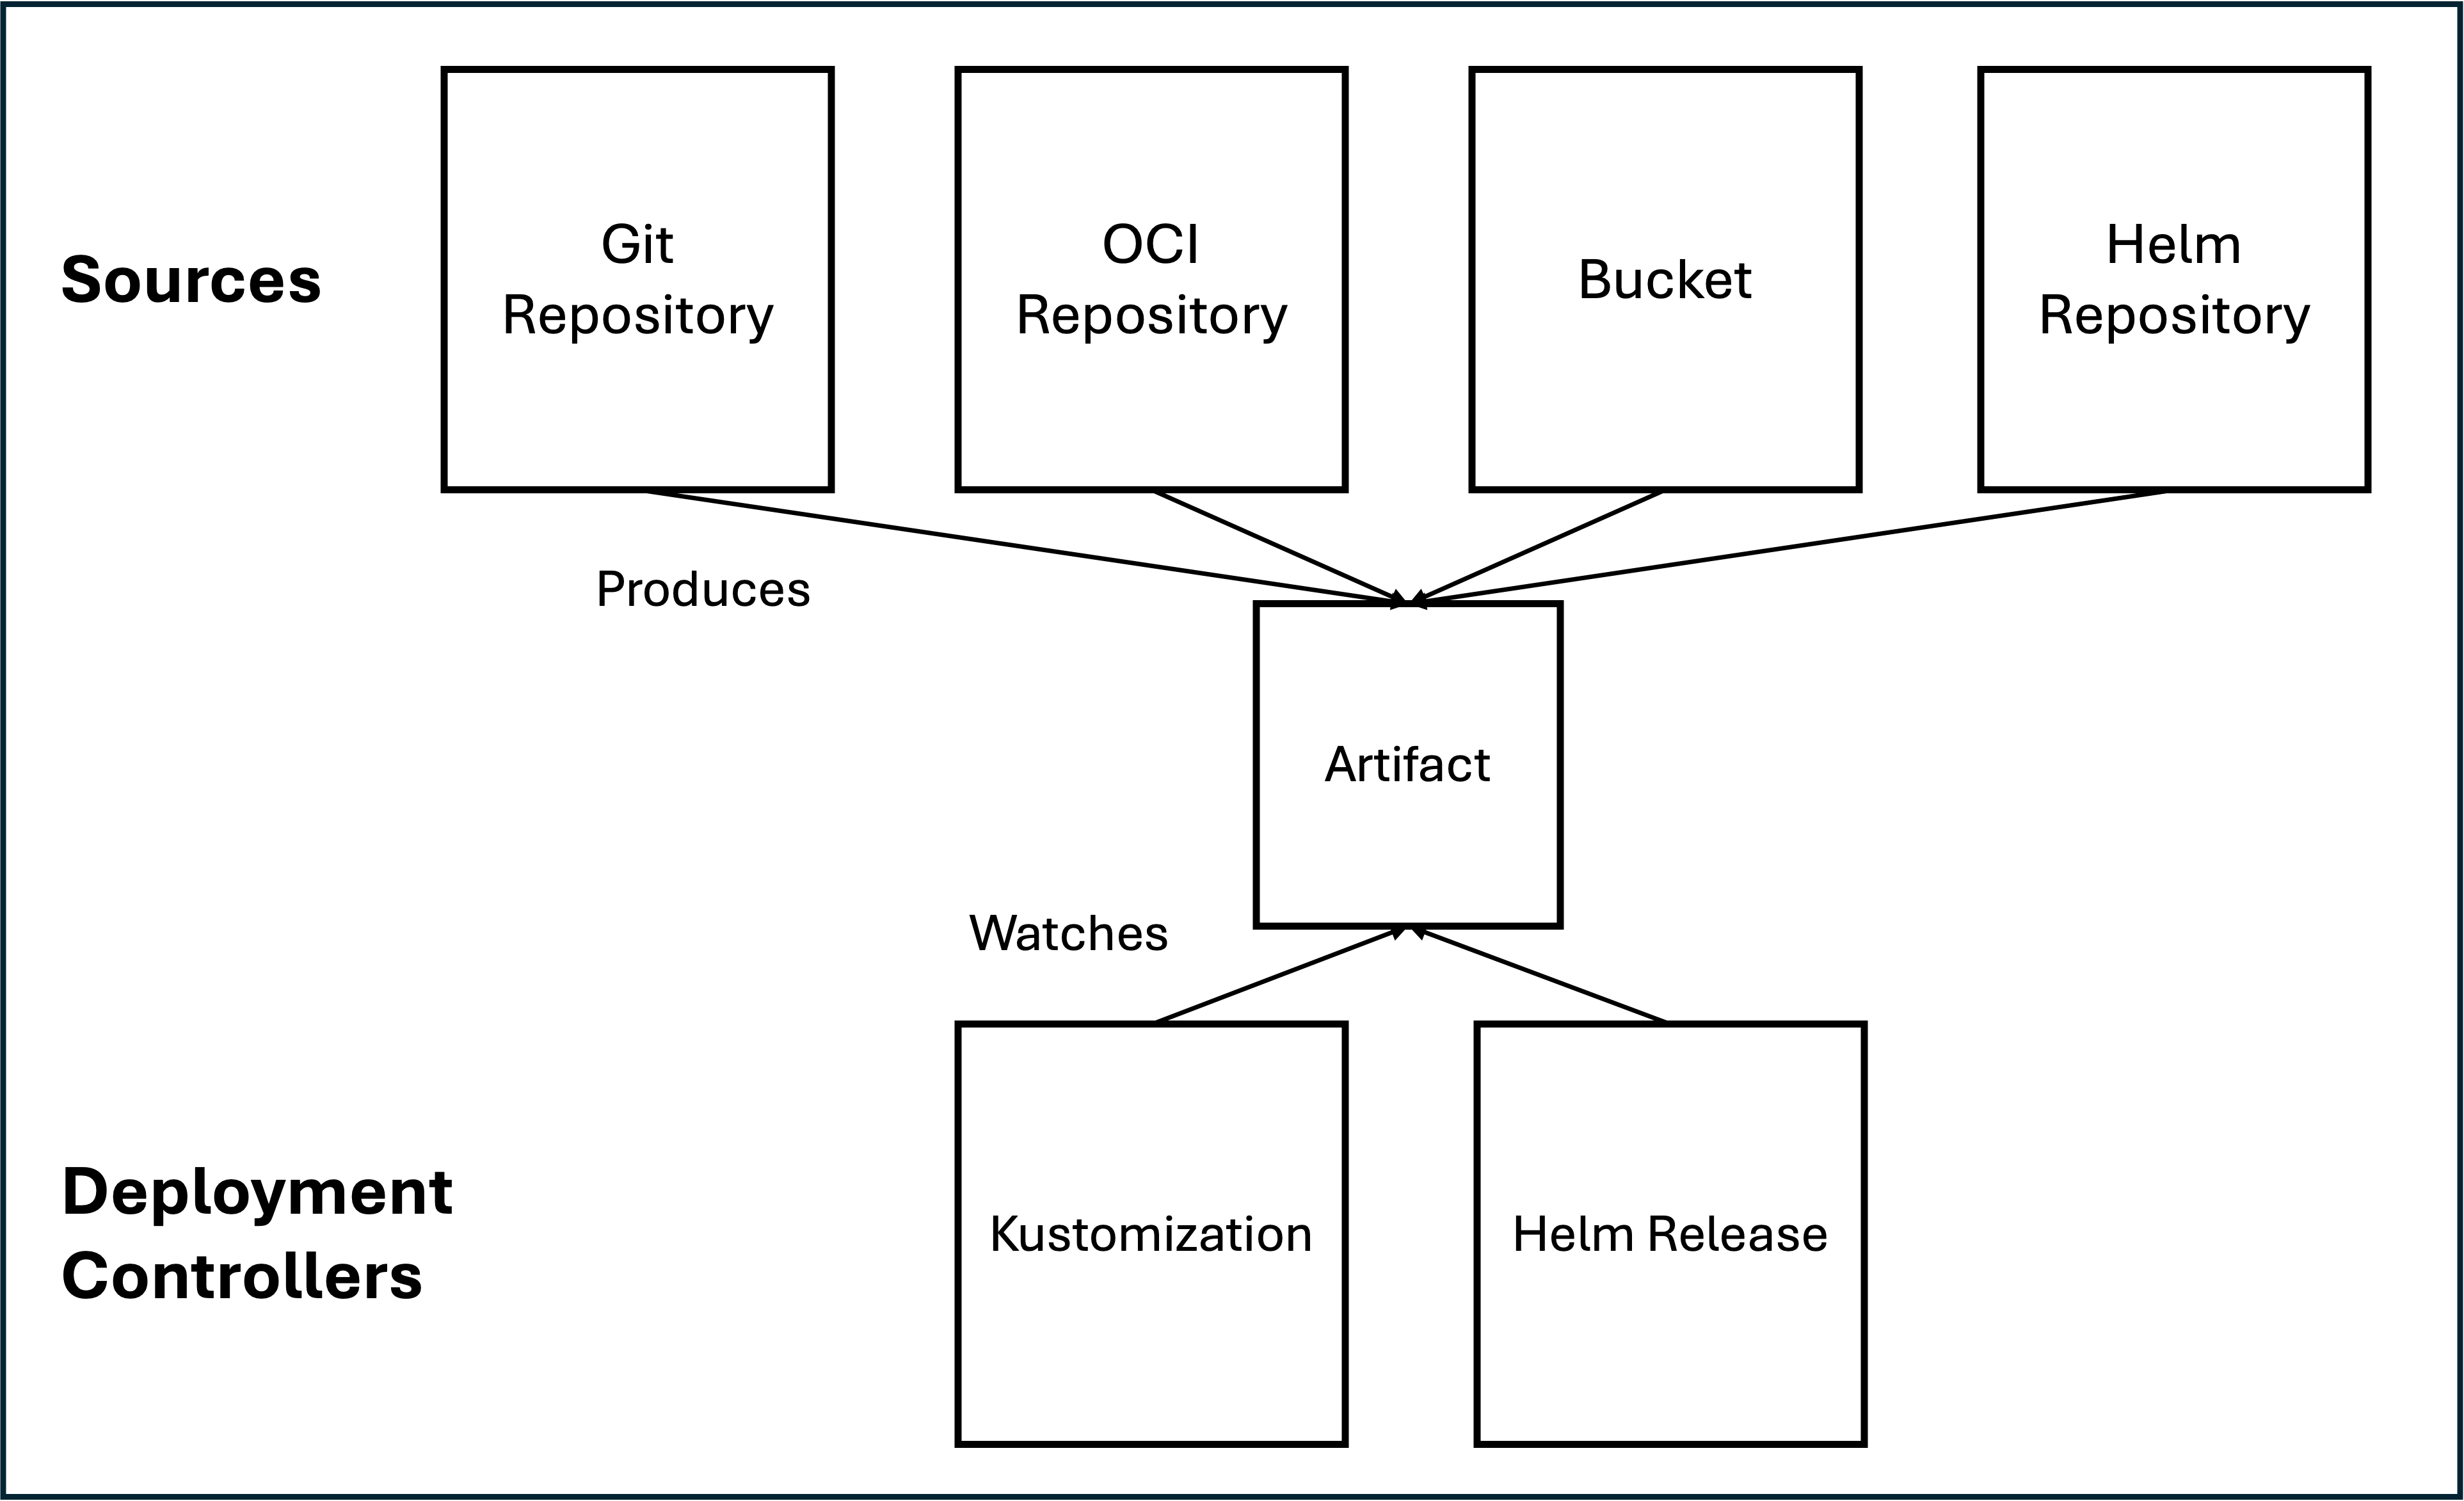 Sources
Git
Repository
OCI
Repository
Bucket
Helm
Repository
Produces
Artifact
Watches
Deployment
Controllers
Kustomization
Helm Release